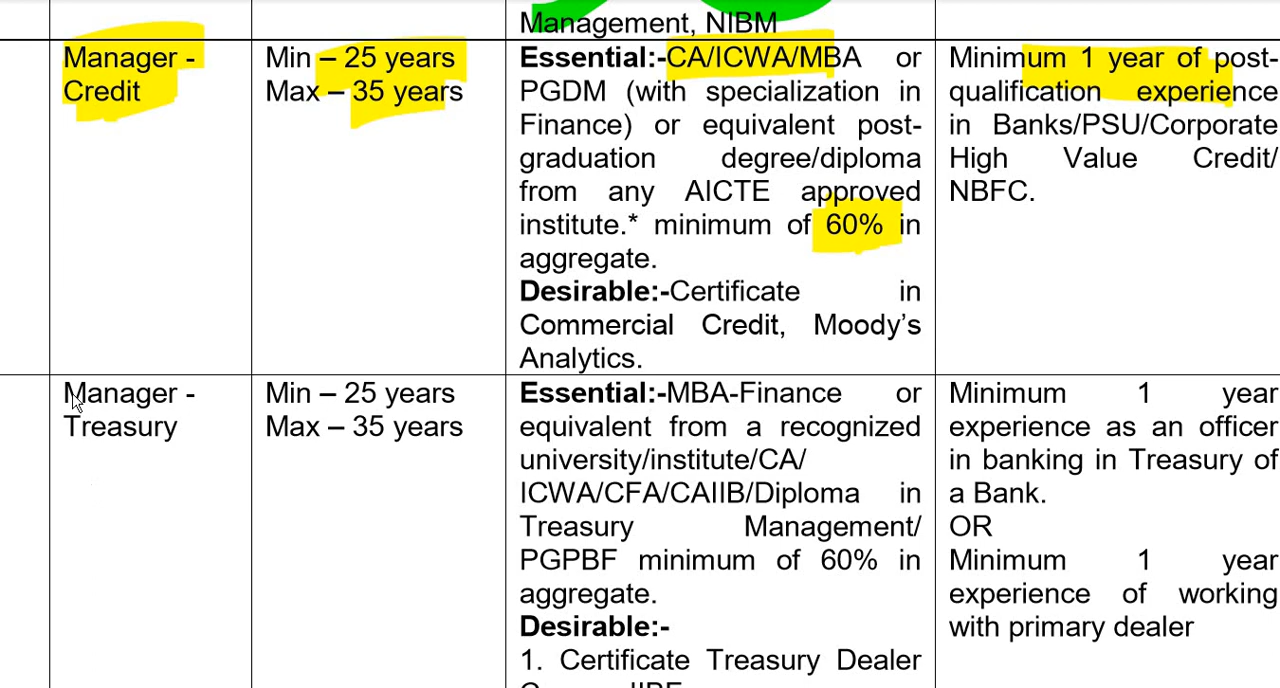 Management, NIBM
Manager -
Credit
Min – 25 years
Max – 35 years
Essential:-CA/ICWA/MBA or
PGDM (with specialization in
Finance) or equivalent post-
graduation degree/diploma
from any AICTE approved
institute.* minimum of 60% in
aggregate.
Desirable:-Certificate in
Commercial Credit, Moody’s
Analytics.
Minimum 1 year of post-
qualification experience
in Banks/PSU/Corporate
High Value Credit/
NBFC.
Manager -
Treasury
Min – 25 years
Max – 35 years
Essential:-MBA-Finance or
equivalent from a recognized
university/institute/CA/
ICWA/CFA/CAIIB/Diploma in
Treasury Management/
PGPBF minimum of 60% in
aggregate.
Desirable:-
1. Certificate Treasury Dealer
Minimum 1 year
experience as an officer
in banking in Treasury of
a Bank.
OR
Minimum 1 year
experience of working
with primary dealer